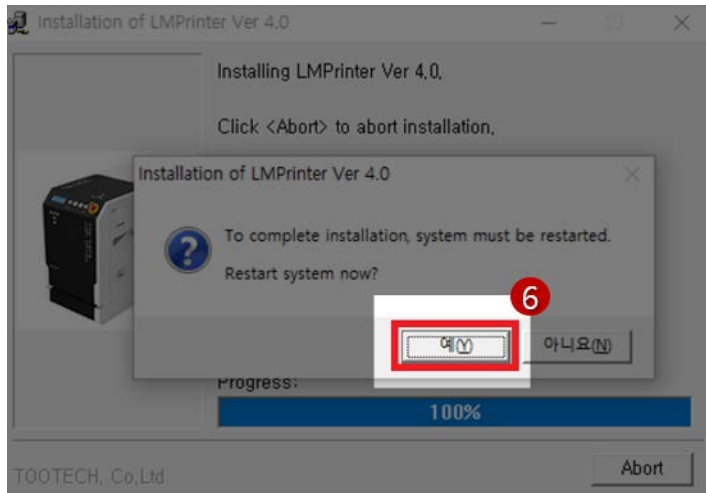 Installation of LMPrinter Ver 4.0
Installing LMPrinter Ver 4.0.
Click <Abort> to abort installation.
Installation of LMPrinter Ver 4.0
To complete installation, system must be restarted.
Restart system now?
6
예(Y)
아니요(N)
Progress:
100%
TOOTECH, Co,Ltd
Abort